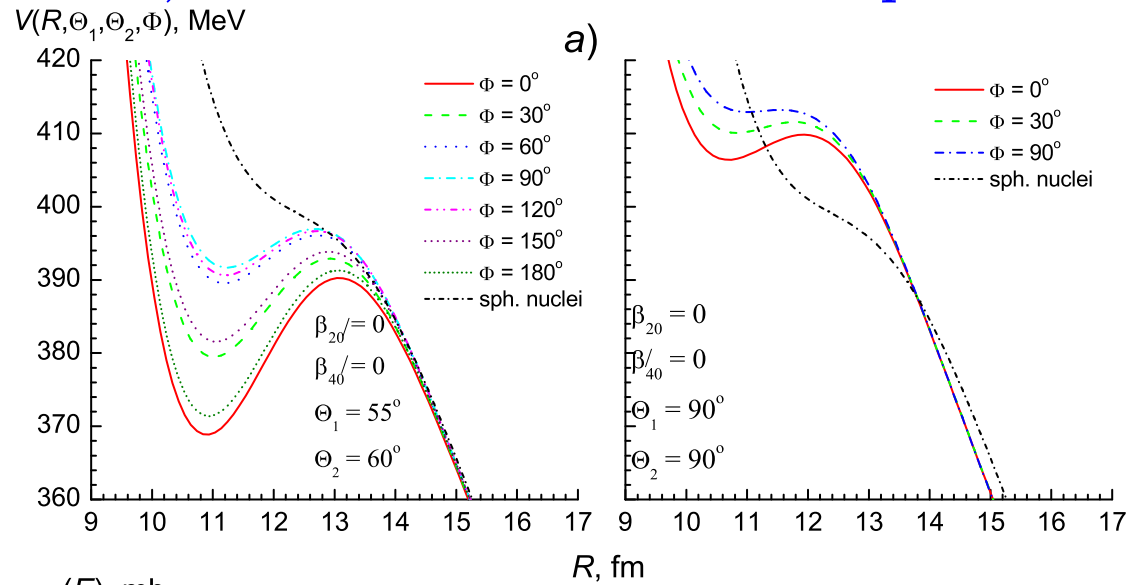 V(R,Θ1,Θ2,Φ), MeV
a)
420
410
400
390
380
370
360
9 10 11 12 13 14 15 16 17
Φ = 0°
Φ = 30°
Φ = 60°
Φ = 90°
Φ = 120°
Φ = 150°
Φ = 180°
sph. nuclei
β20/= 0
β40/= 0
Θ1 = 55°
Θ2 = 60°
Φ = 0°
Φ = 30°
Φ = 90°
sph. nuclei
β20 = 0
β/40 = 0
Θ1 = 90°
Θ2 = 90°
9 10 11 12 13 14 15 16 17
R, fm